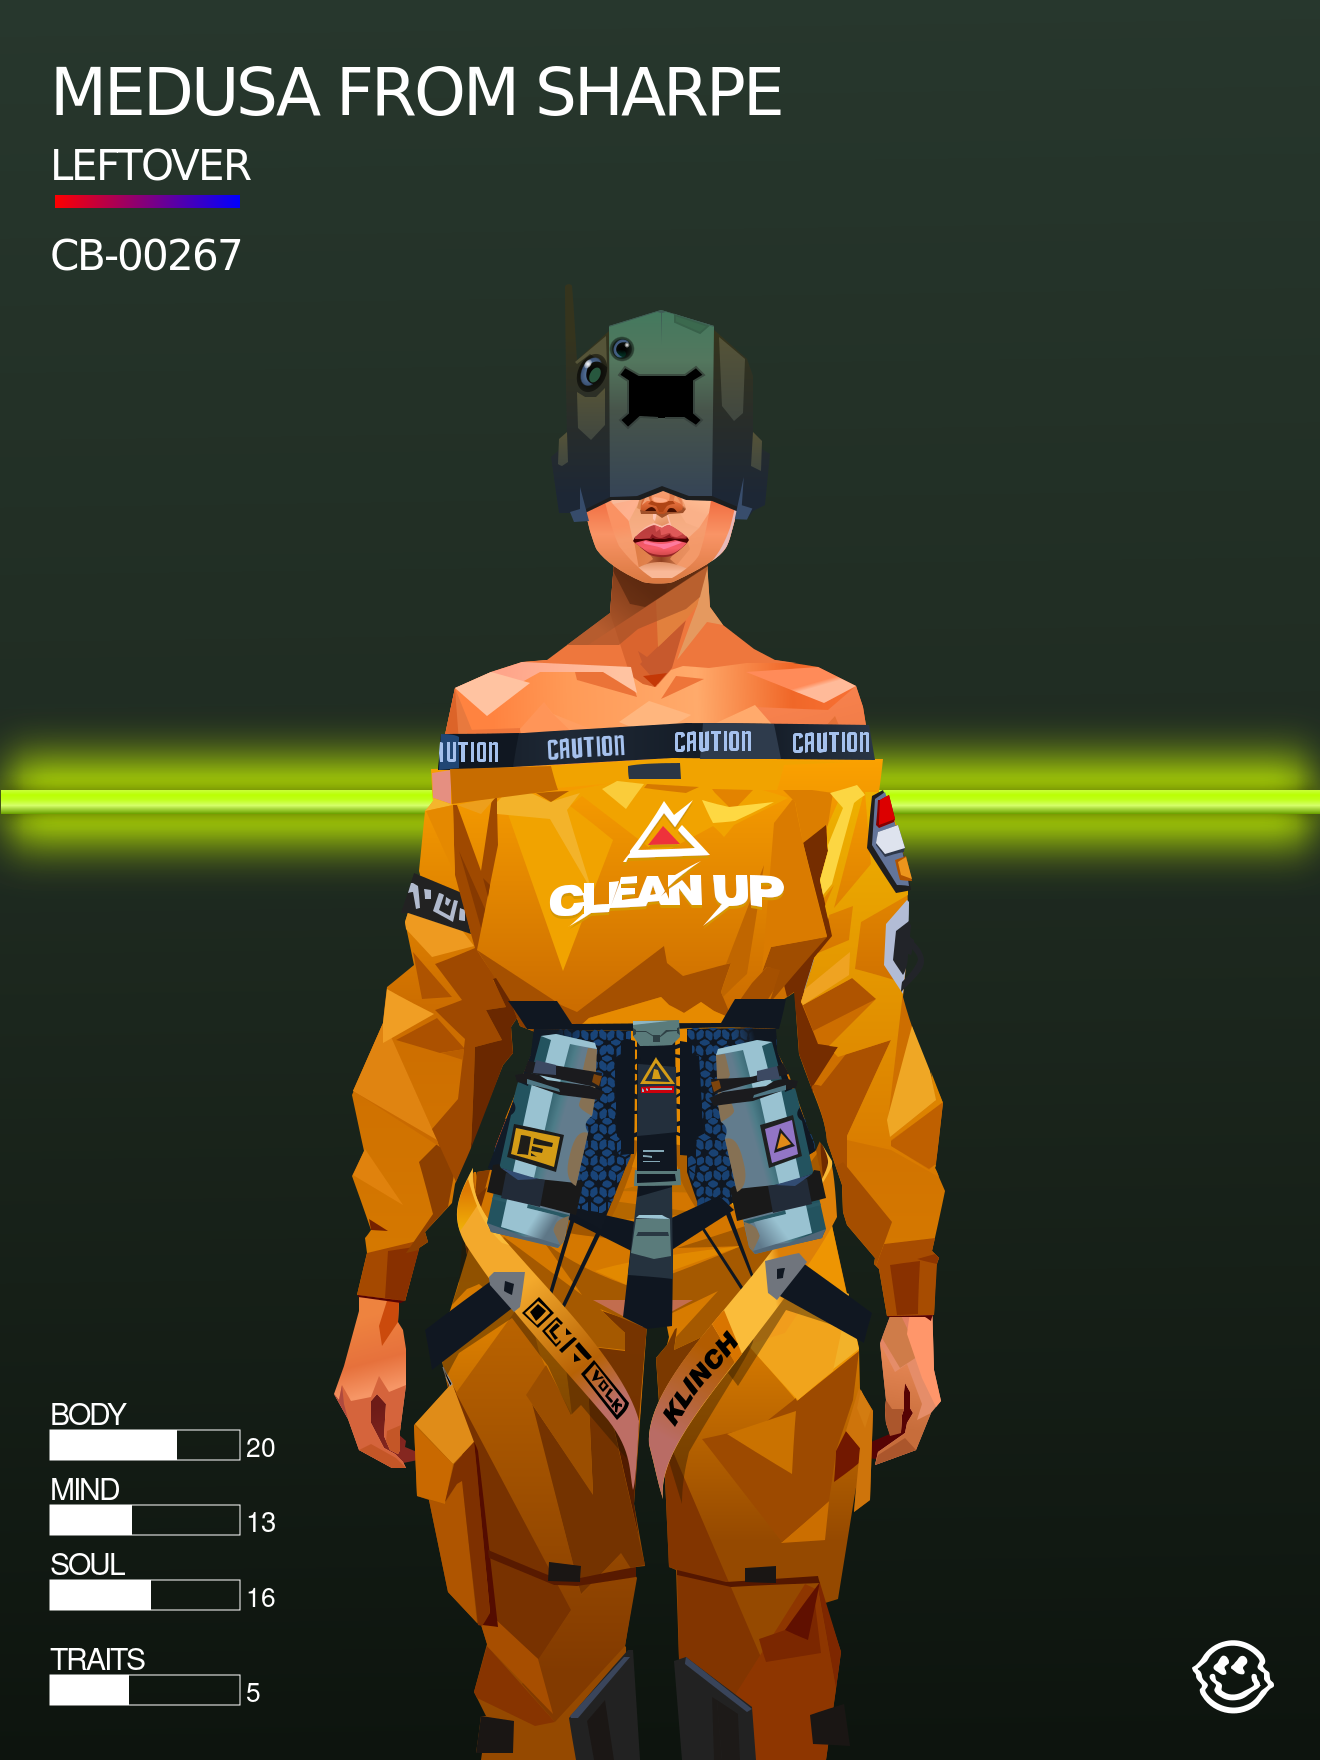 MEDUSA FROM SHARPE
LEFTOVER
CB-00267
CAUTION CAUTION CAUTION
CLEAN UP
VOLK
KLINCH
BODY
20
MIND
13
SOUL
16
TRAITS
5